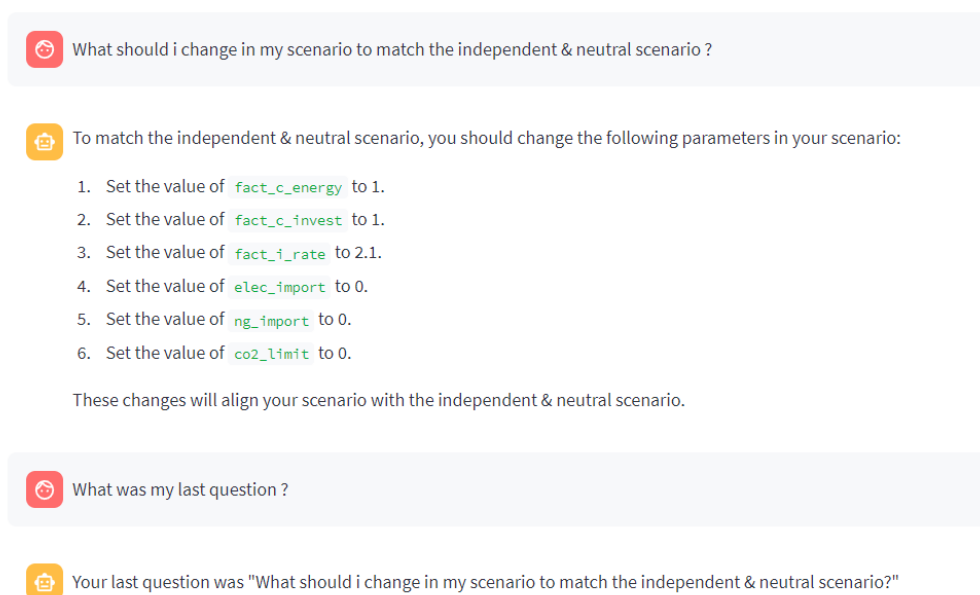 What should i change in my scenario to match the independent & neutral scenario ?
To match the independent & neutral scenario, you should change the following parameters in your scenario:
1. Set the value of fact_c_energy to 1.
2. Set the value of fact_c_invest to 1.
3. Set the value of fact_i_rate to 2.1.
4. Set the value of elec_import to 0.
5. Set the value of ng_import to 0.
6. Set the value of co2_limit to 0.
These changes will align your scenario with the independent & neutral scenario.
What was my last question ?
Your last question was "What should i change in my scenario to match the independent & neutral scenario?"